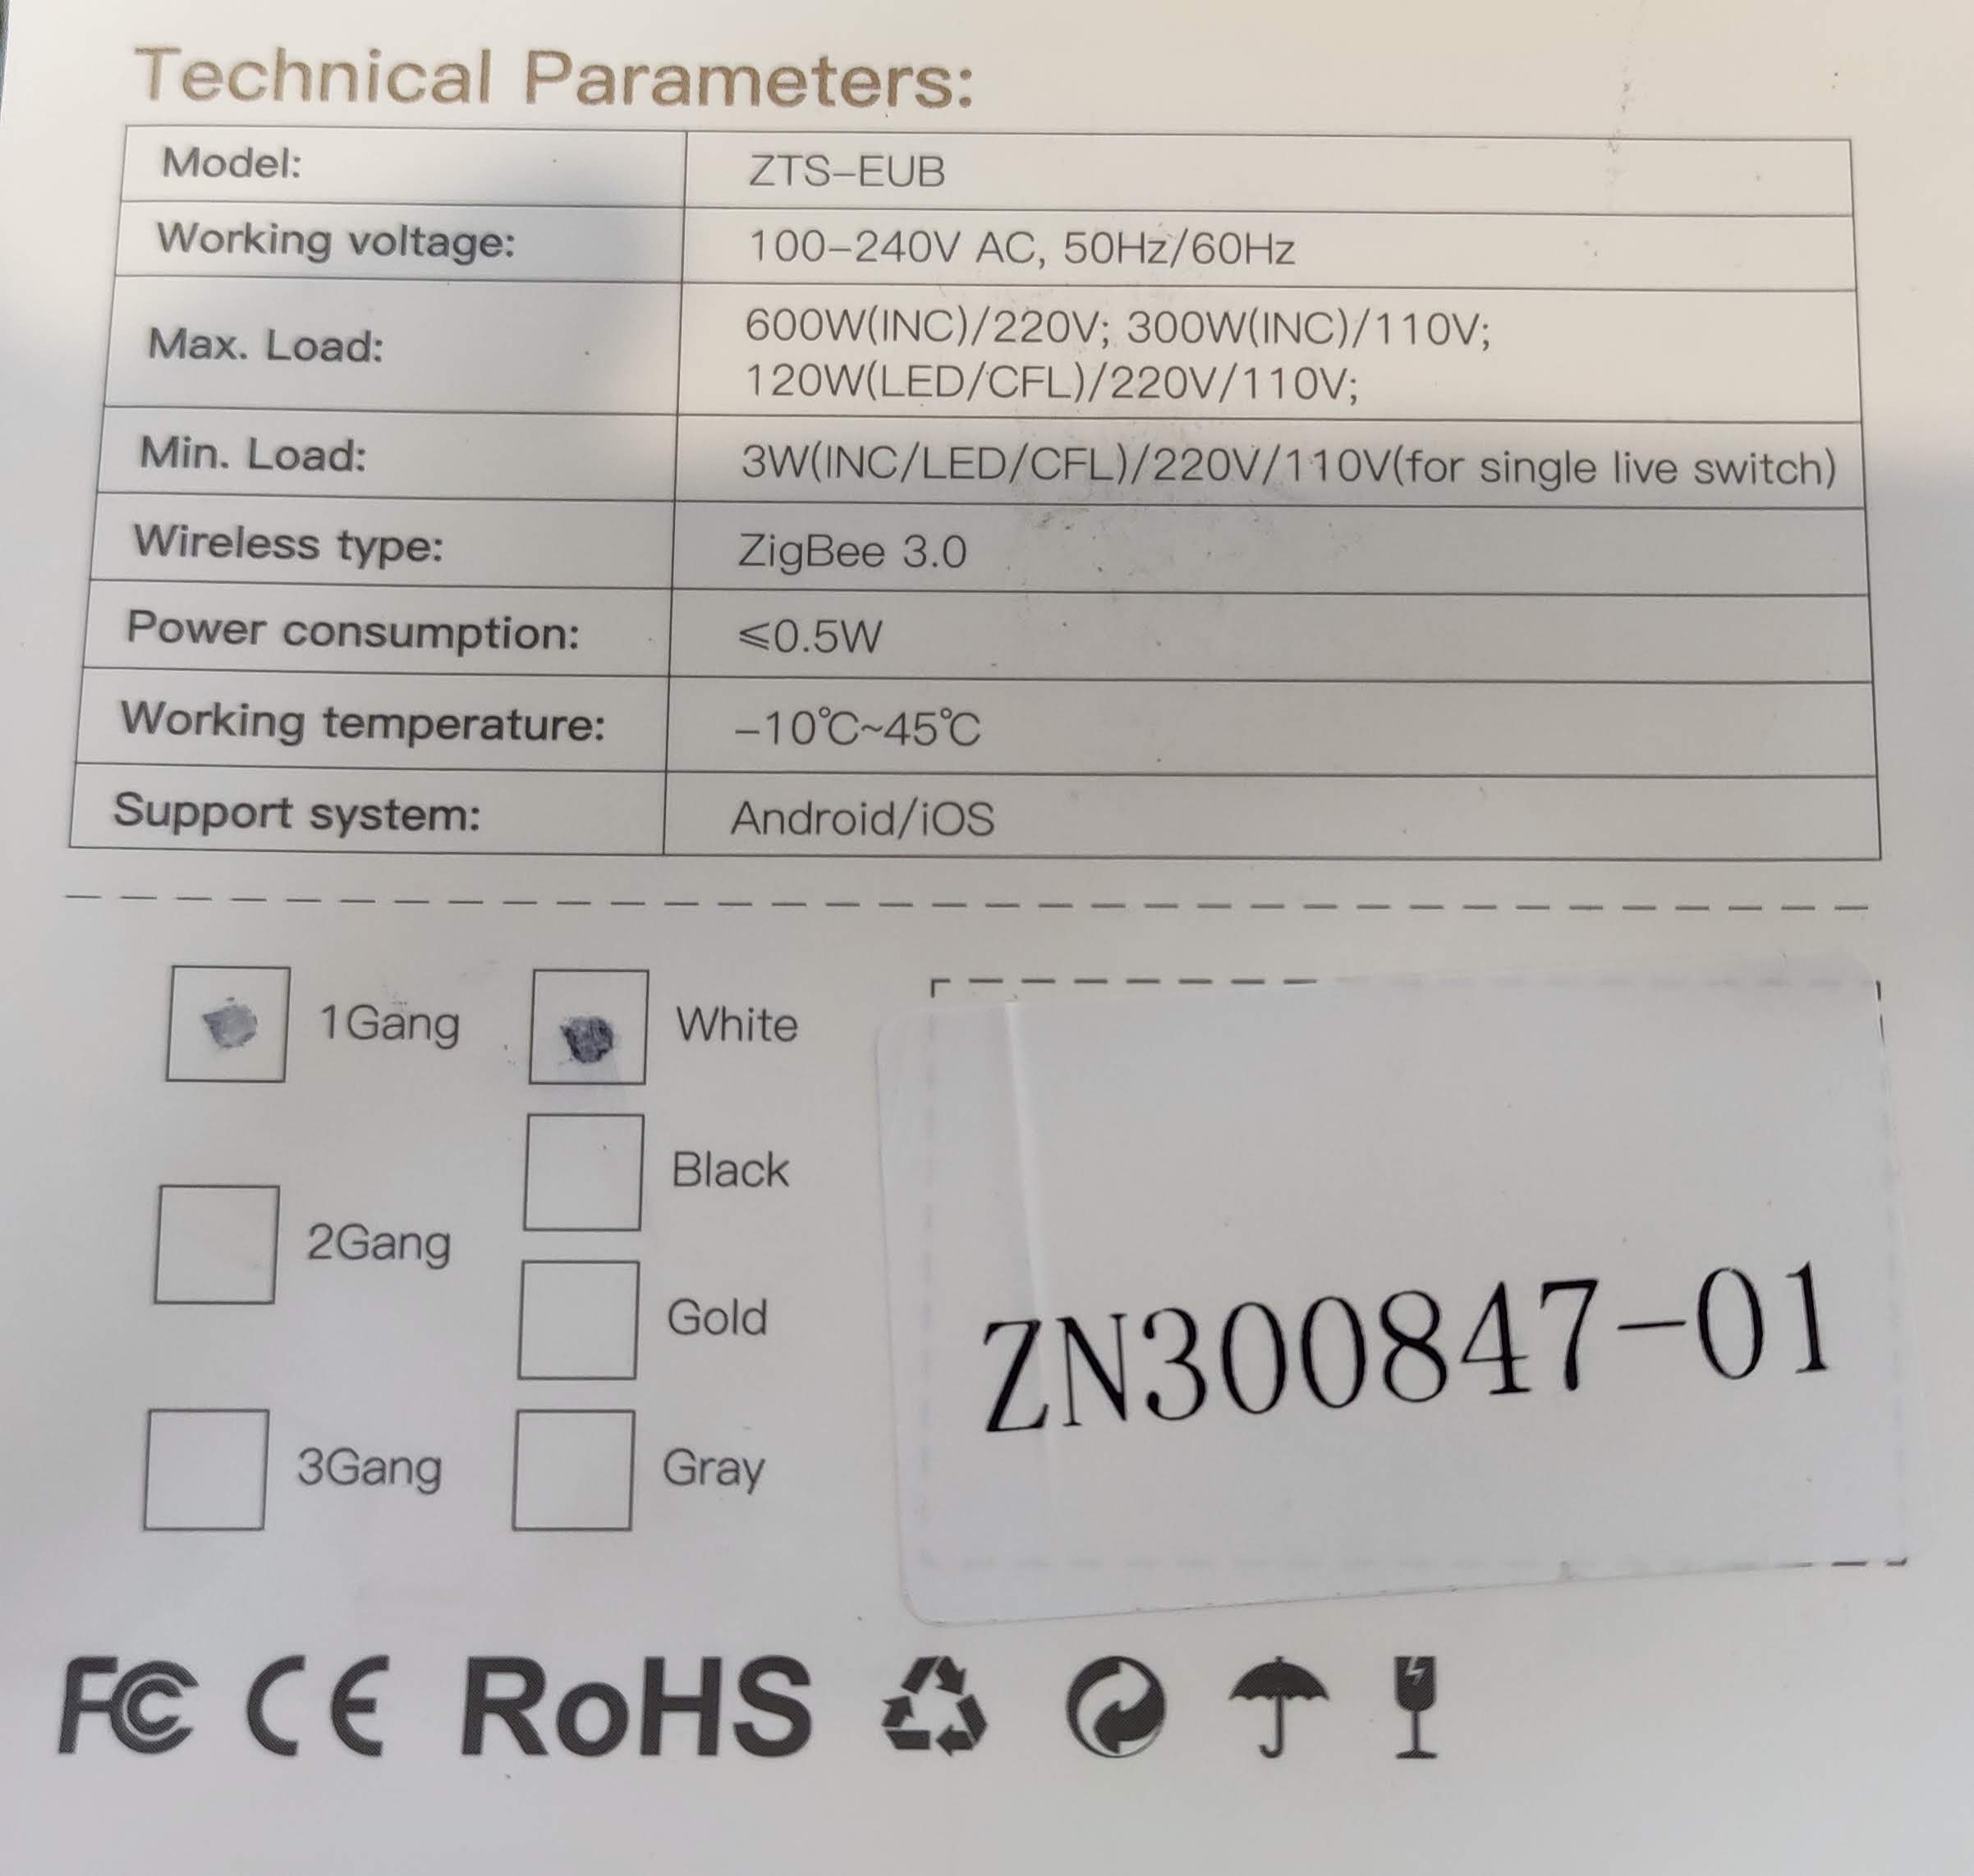 Technical Parameters:
Model: ZTS-EUB
Working voltage: 100-240V AC, 50Hz/60Hz
Max. Load: 600W(INC)/220V; 300W(INC)/110V;
120W(LED/CFL)/220V/110V;
Min. Load: 3W(INC/LED/CFL)/220V/110V(for single live switch)
Wireless type: ZigBee 3.0
Power consumption: ≤0.5W
Working temperature: -10℃~45℃
Support system: Android/iOS
1Gang White
Black
2Gang
Gold
3Gang Gray
ZN300847-01
FC CE RoHS